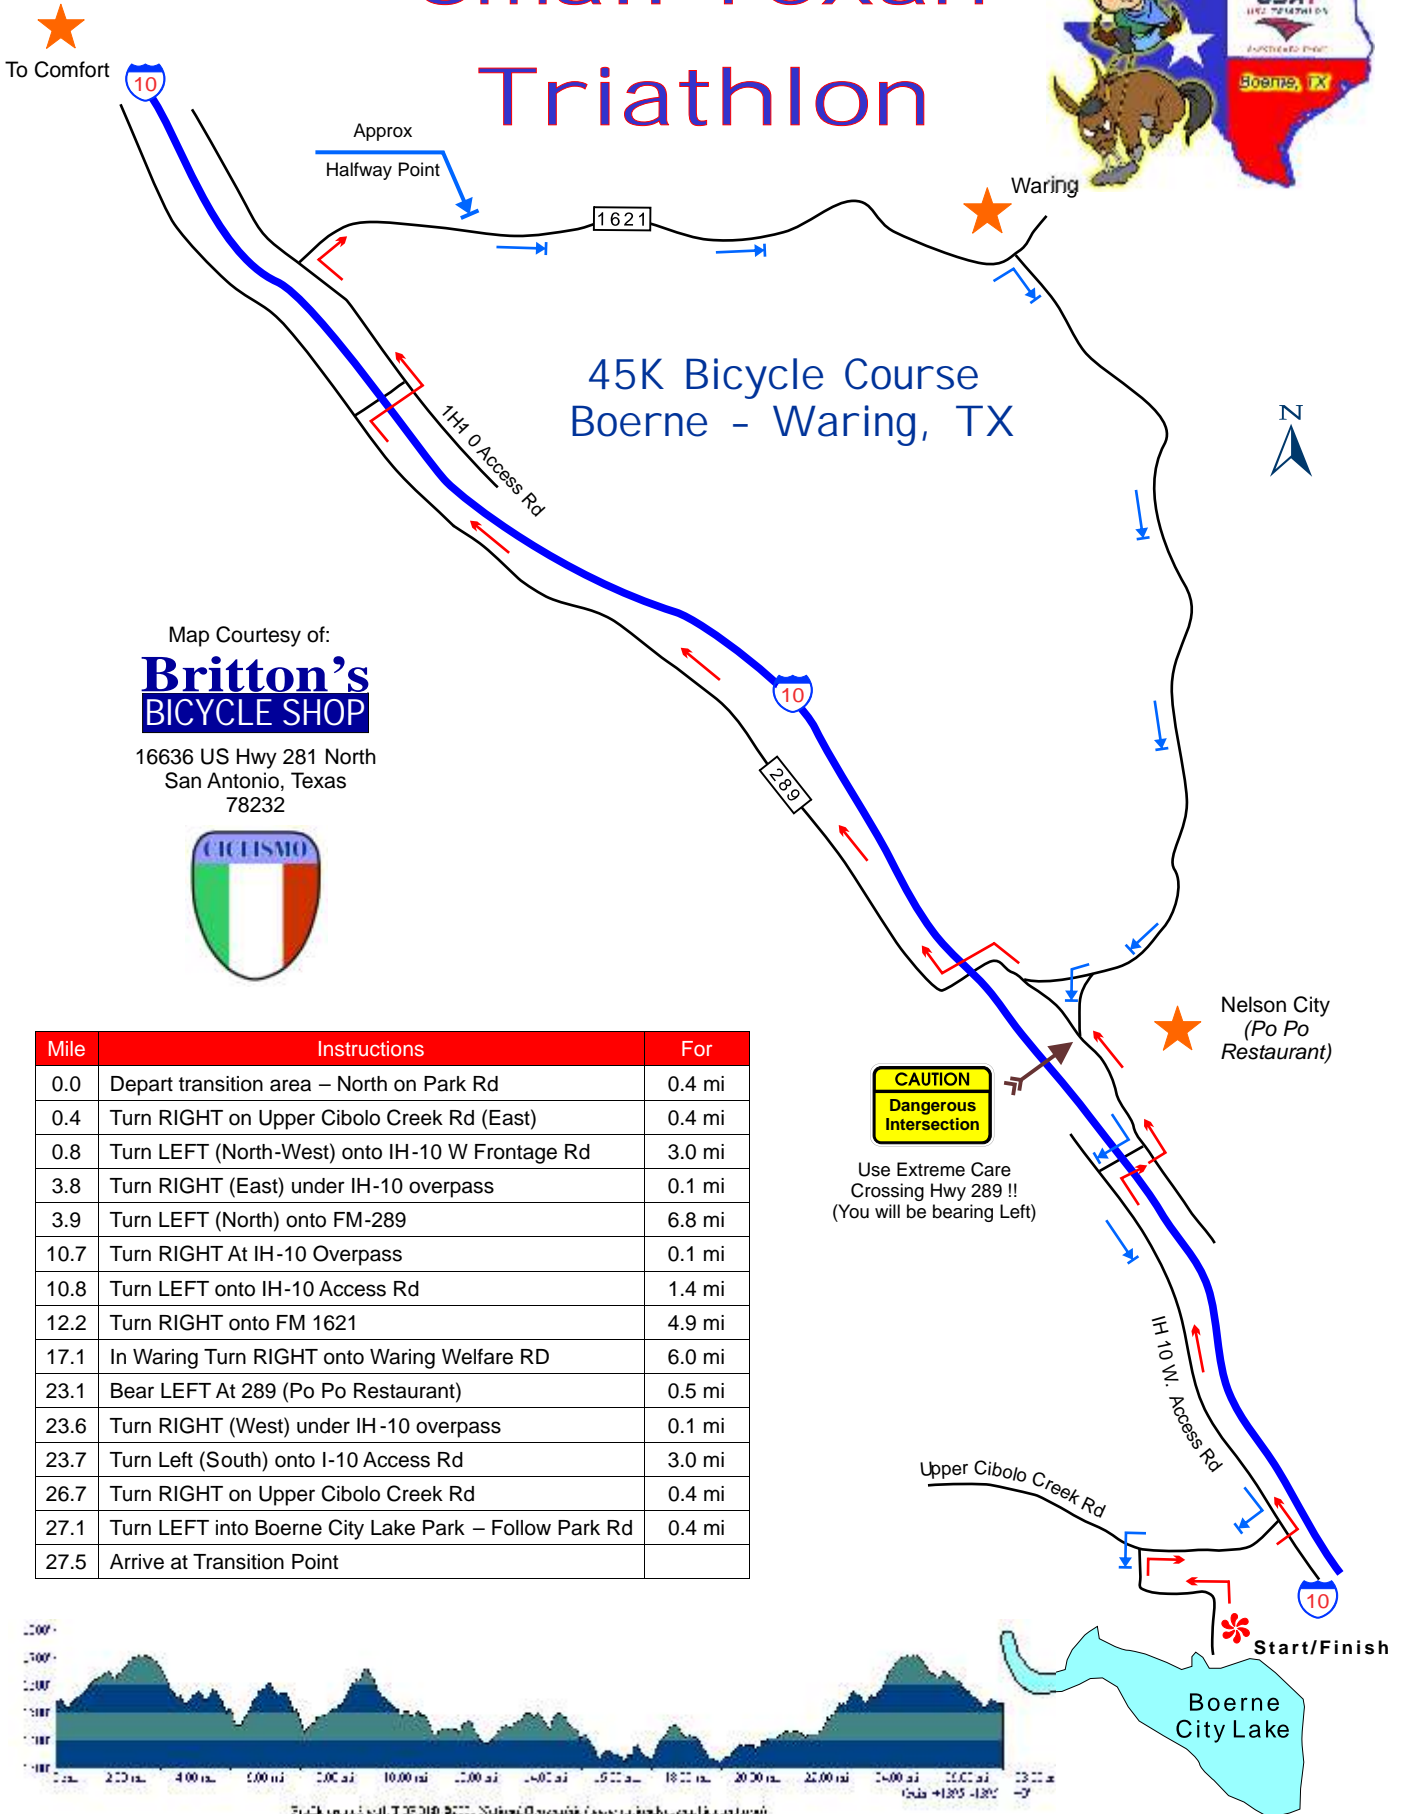 Small Texan
Triathlon
USA TRIATHLON
Boerne, TX
To Comfort
10
Approx
Halfway Point
1621
Waring
45K Bicycle Course
Boerne - Waring, TX
N
1H1 0 Access Rd
Map Courtesy of:
Britton's
BICYCLE SHOP
16636 US Hwy 281 North
San Antonio, Texas
78232
CICLISMO
10
289
Nelson City
(Po Po
Restaurant)
CAUTION
Dangerous
Intersection
Use Extreme Care
Crossing Hwy 289 !!
(You will be bearing Left)
Mile Instructions For
0.0 Depart transition area – North on Park Rd 0.4 mi
0.4 Turn RIGHT on Upper Cibolo Creek Rd (East) 0.4 mi
0.8 Turn LEFT (North-West) onto IH-10 W Frontage Rd 3.0 mi
3.8 Turn RIGHT (East) under IH-10 overpass 0.1 mi
3.9 Turn LEFT (North) onto FM-289 6.8 mi
10.7 Turn RIGHT At IH-10 Overpass 0.1 mi
10.8 Turn LEFT onto IH-10 Access Rd 1.4 mi
12.2 Turn RIGHT onto FM 1621 4.9 mi
17.1 In Waring Turn RIGHT onto Waring Welfare RD 6.0 mi
23.1 Bear LEFT At 289 (Po Po Restaurant) 0.5 mi
23.6 Turn RIGHT (West) under IH-10 overpass 0.1 mi
23.7 Turn Left (South) onto I-10 Access Rd 3.0 mi
26.7 Turn RIGHT on Upper Cibolo Creek Rd 0.4 mi
27.1 Turn LEFT into Boerne City Lake Park – Follow Park Rd 0.4 mi
27.5 Arrive at Transition Point
IH 10 W. Access Rd
Upper Cibolo Creek Rd
10
Start/Finish
Boerne
City Lake